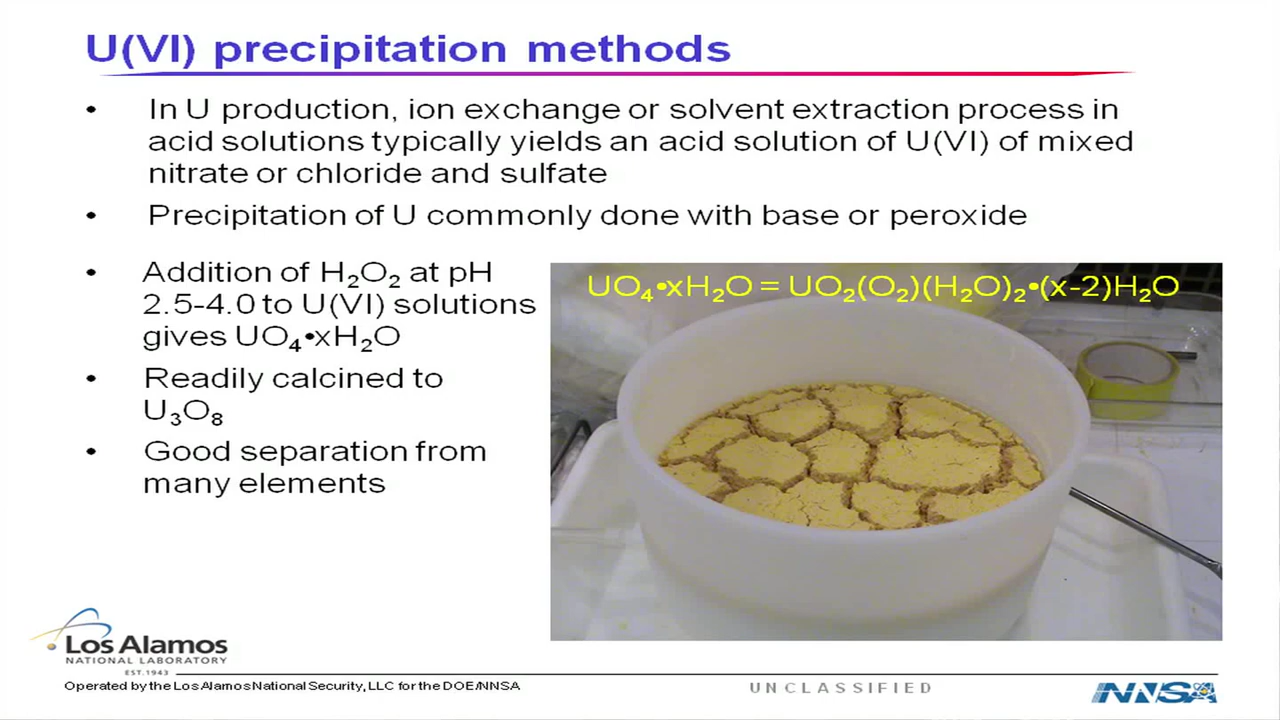 U(VI) precipitation methods
• In U production, ion exchange or solvent extraction process in
acid solutions typically yields an acid solution of U(VI) of mixed
nitrate or chloride and sulfate
• Precipitation of U commonly done with base or peroxide
• Addition of H₂O₂ at pH
2.5-4.0 to U(VI) solutions
gives UO₄•xH₂O
• Readily calcined to
U₃O₈
• Good separation from
many elements
UO₄•xH₂O = UO₂(O₂)(H₂O)₂•(x-2)H₂O
Los Alamos
NATIONAL LABORATORY
EST. 1943
Operated by the Los Alamos National Security, LLC for the DOE/NNSA
UNCLASSIFIED
NNSA